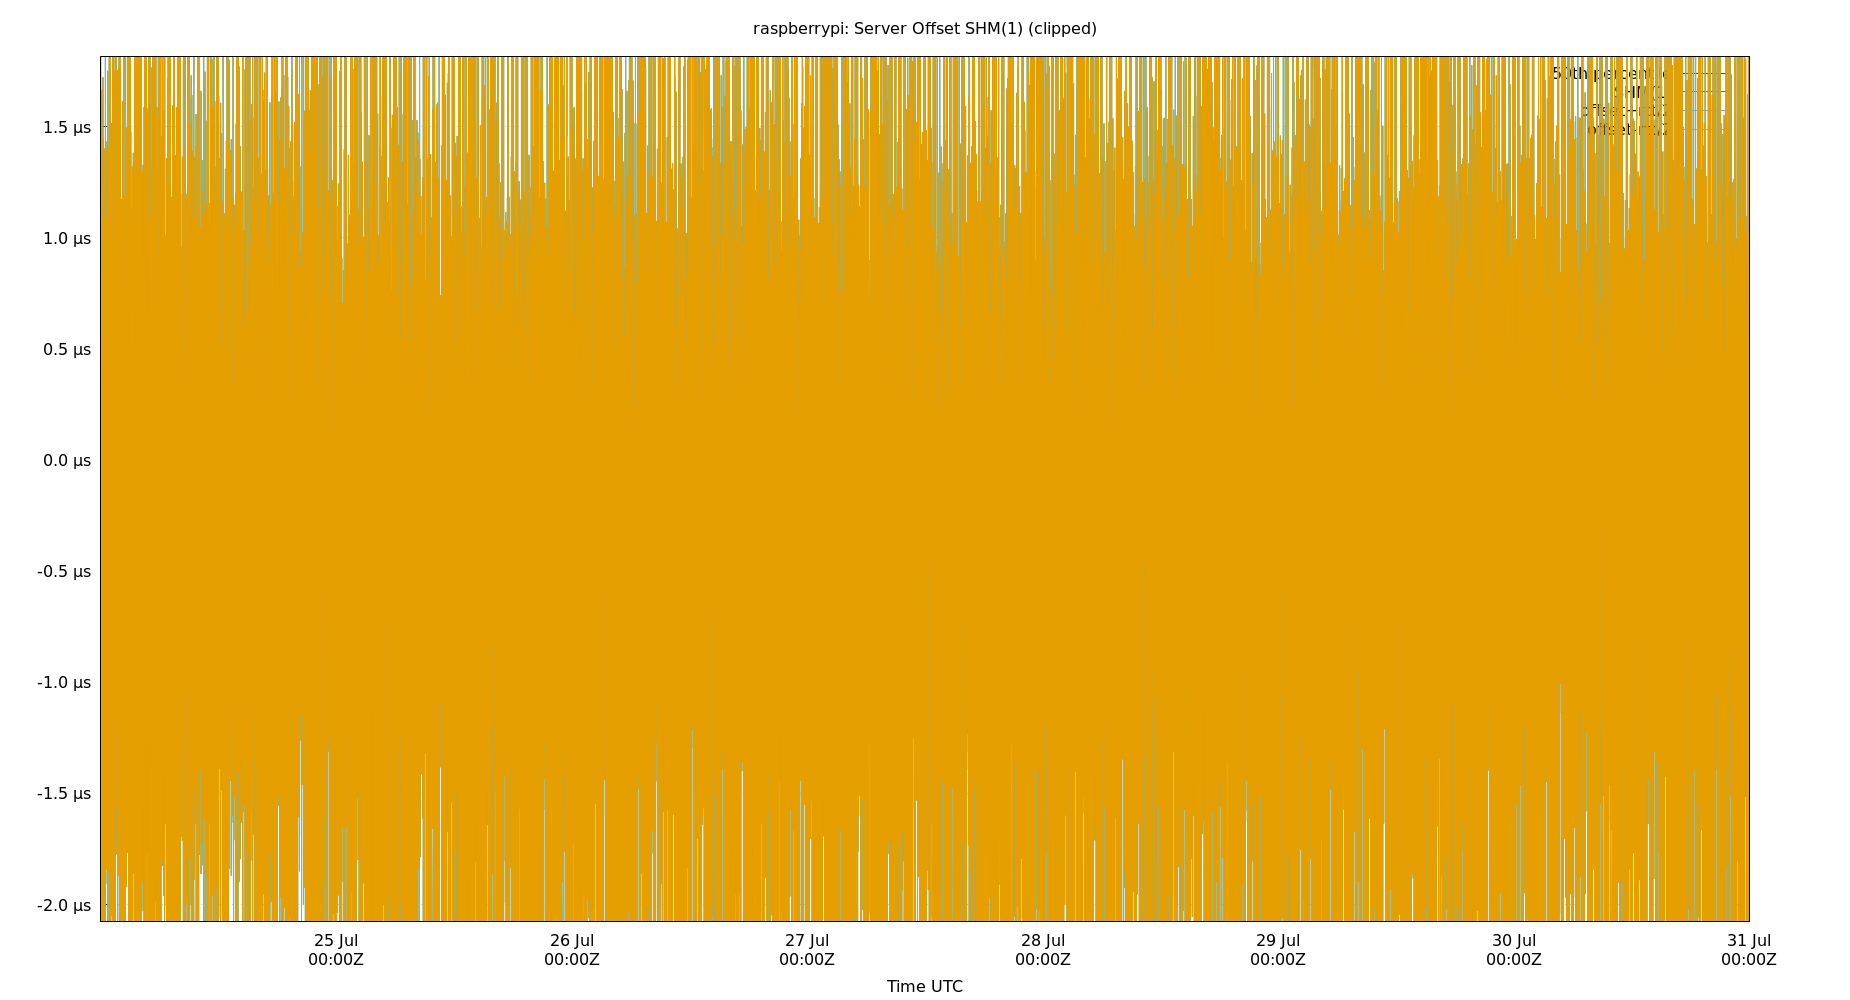 raspberrypi: Server Offset SHM(1) (clipped)
1.5 µs
1.0 µs
0.5 µs
0.0 µs
-0.5 µs
-1.0 µs
-1.5 µs
-2.0 µs
25 Jul 26 Jul 27 Jul 28 Jul 29 Jul 30 Jul 31 Jul
00:00Z 00:00Z 00:00Z 00:00Z 00:00Z 00:00Z 00:00Z
Time UTC